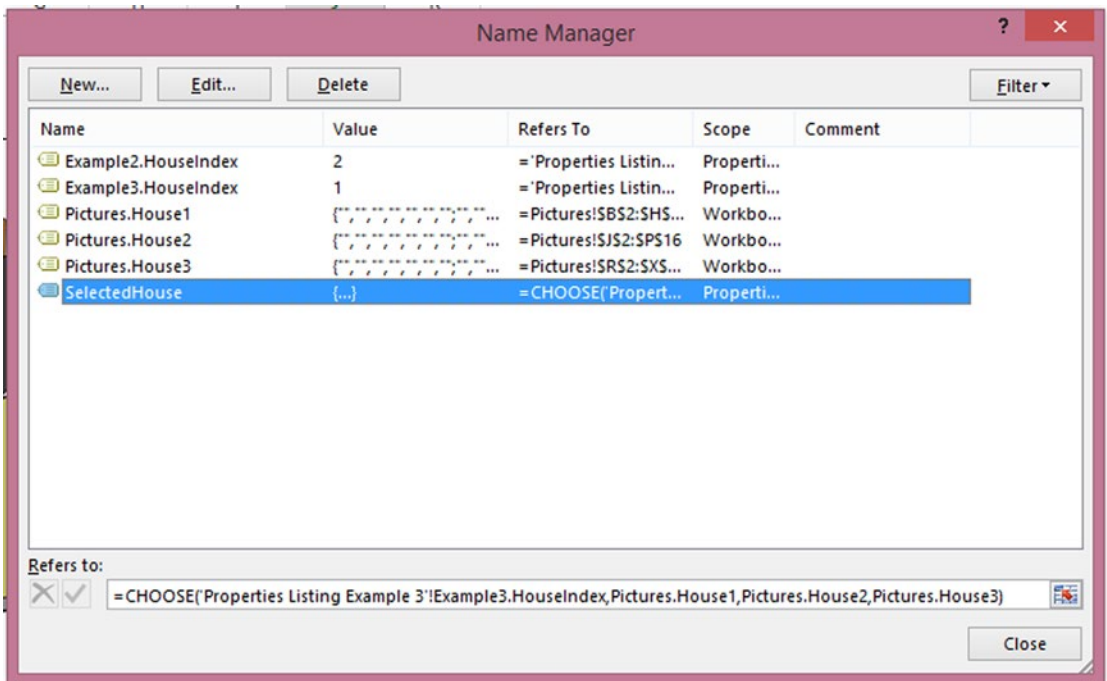 Name Manager
?
New... Edit... Delete Filter
Name Value Refers To Scope Comment
Example2.HouseIndex 2 ='Properties Listin... Properti...
Example3.HouseIndex 1 ='Properties Listin... Properti...
Pictures.House1 {"","","","","","","";"",""... =Pictures!$B$2:$H$... Workbo...
Pictures.House2 {"","","","","","","";"",""... =Pictures!$J$2:$P$16 Workbo...
Pictures.House3 {"","","","","","","";"",""... =Pictures!$R$2:$X$... Workbo...
SelectedHouse {...} =CHOOSE('Propert... Properti...
Refers to:
=CHOOSE('Properties Listing Example 3'!Example3.HouseIndex,Pictures.House1,Pictures.House2,Pictures.House3)
Close